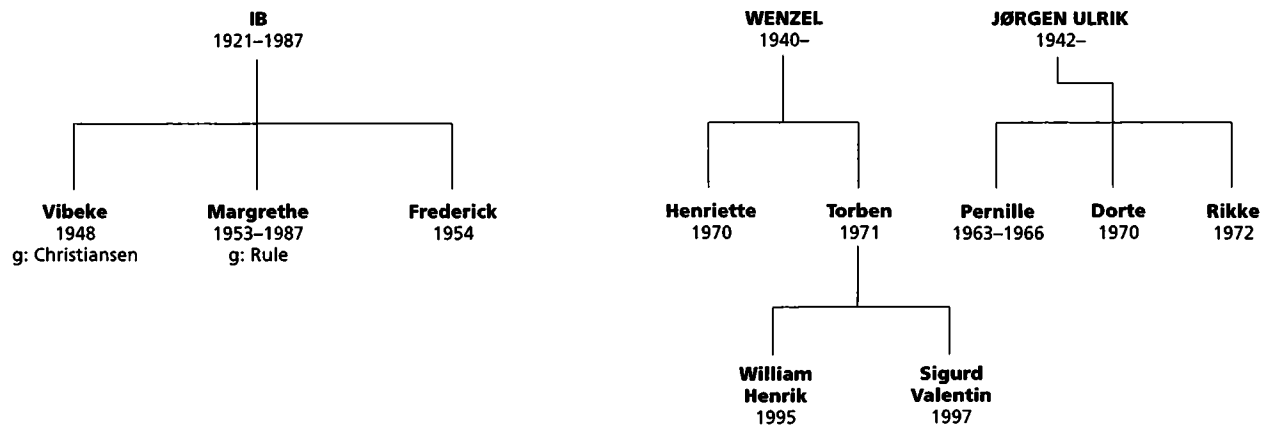 IB
1921–1987
WENZEL
1940–
JØRGEN ULRIK
1942–
Vibeke
1948
g: Christiansen
Margrethe
1953–1987
g: Rule
Frederick
1954
Henriette
1970
Torben
1971
Pernille
1963–1966
Dorte
1970
Rikke
1972
William
Henrik
1995
Sigurd
Valentin
1997